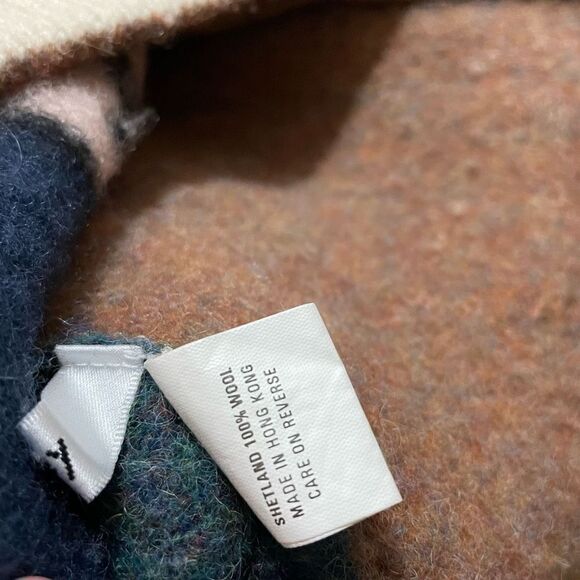 SHETLAND 100% WOOL
MADE IN HONG KONG
CARE ON REVERSE